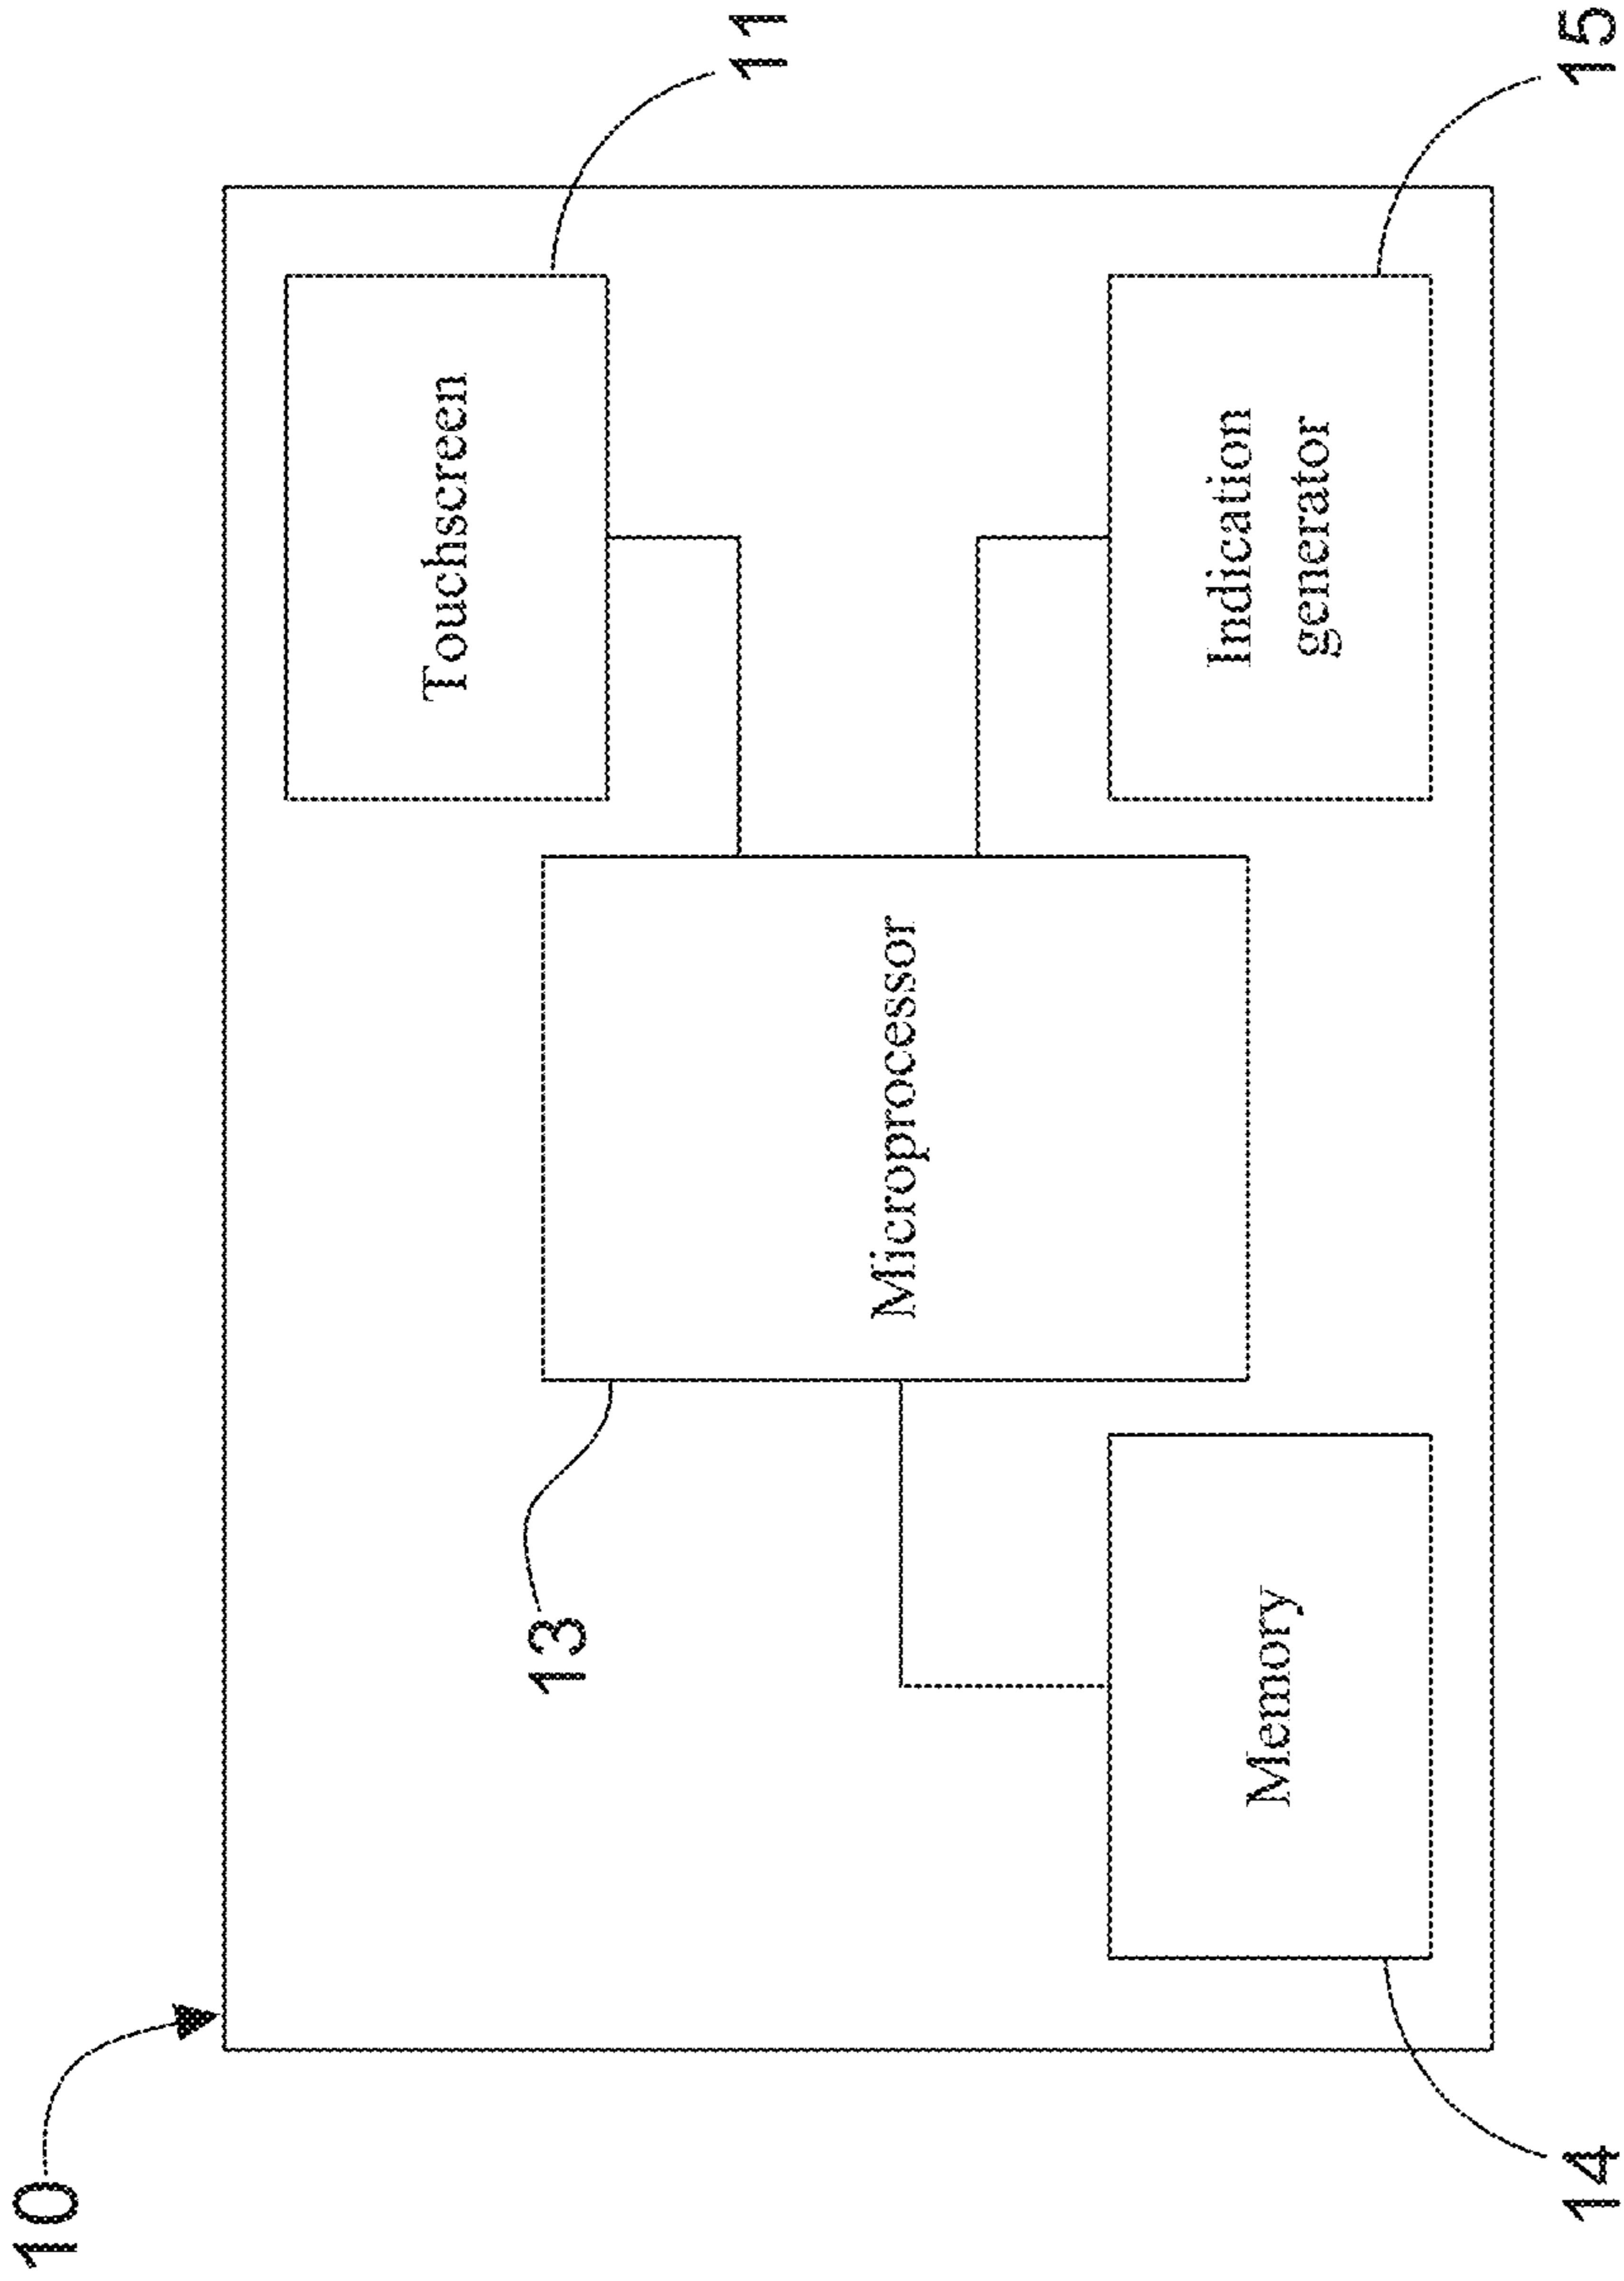 10
11
Touchscreen
13
Microprocessor
Memory
Indication
generator
14
15